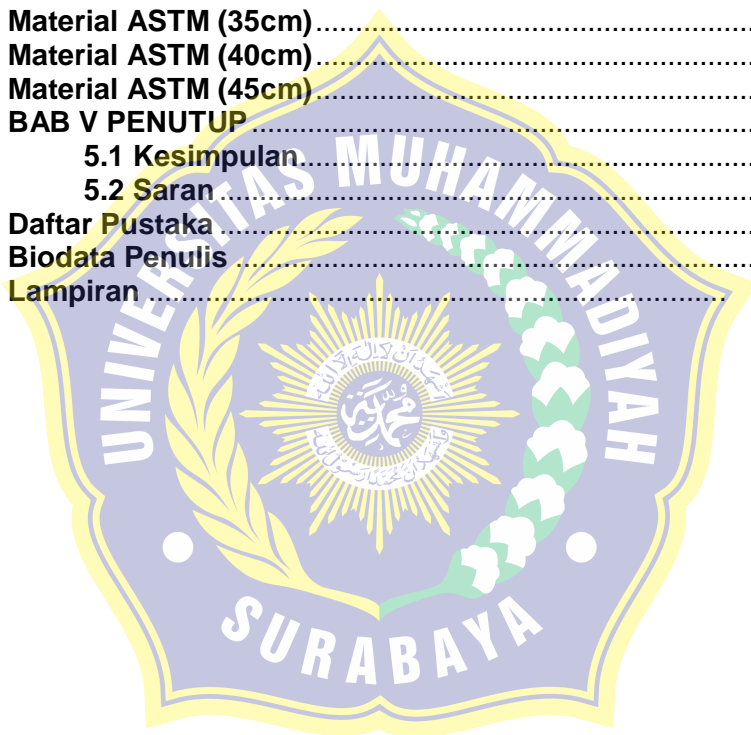 Material ASTM (35cm)........................................................
Material ASTM (40cm)........................................................
Material ASTM (45cm)........................................................
BAB V PENUTUP................................................................
5.1 Kesimpulan...........................................................
5.2 Saran.....................................................................
Daftar Pustaka ...................................................................
Biodata Penulis ..................................................................
Lampiran .........................................................................
UNIVERSITAS MUHAMMADIYAH
SURABAYA